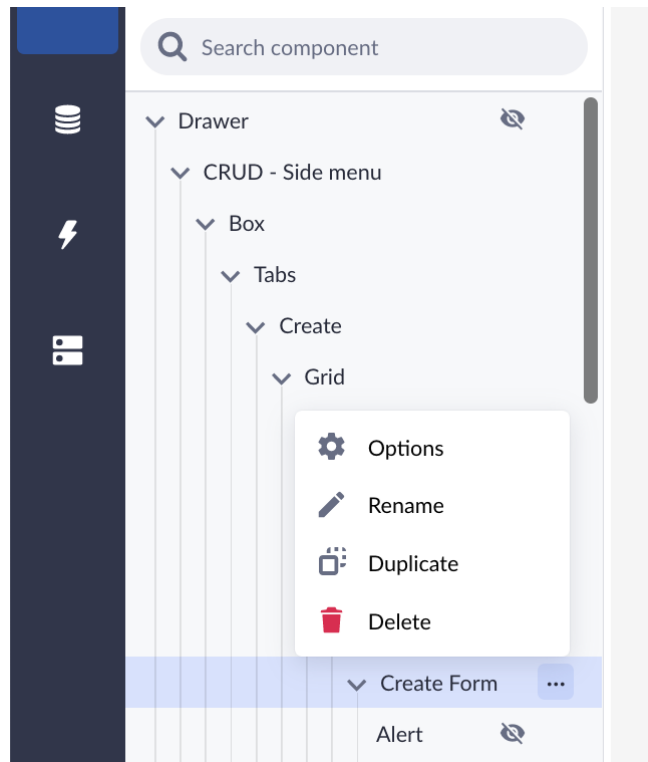 Search component
Drawer
CRUD - Side menu
Box
Tabs
Create
Grid
Options
Rename
Duplicate
Delete
Create Form
Alert